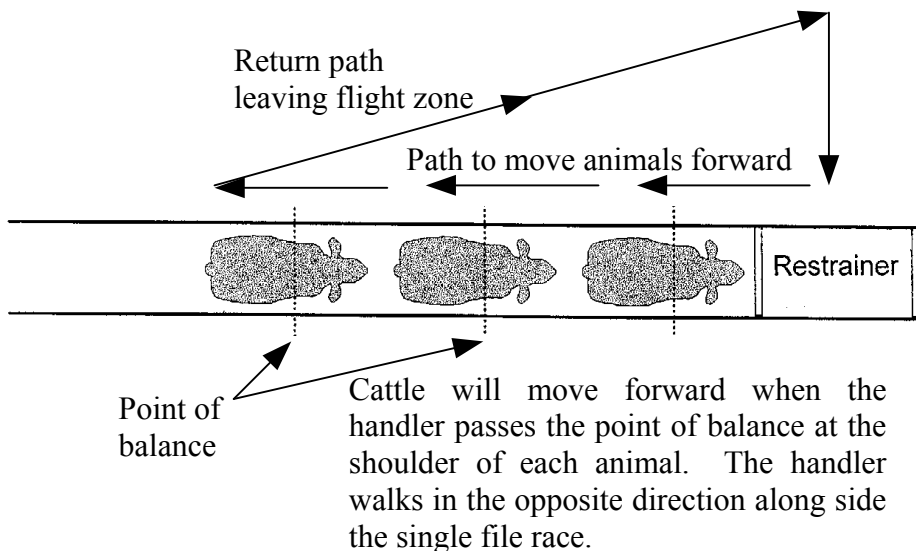 Return path
leaving flight zone
Path to move animals forward
Restrainer
Point of
balance
Cattle will move forward when the
handler passes the point of balance at the
shoulder of each animal. The handler
walks in the opposite direction along side
the single file race.